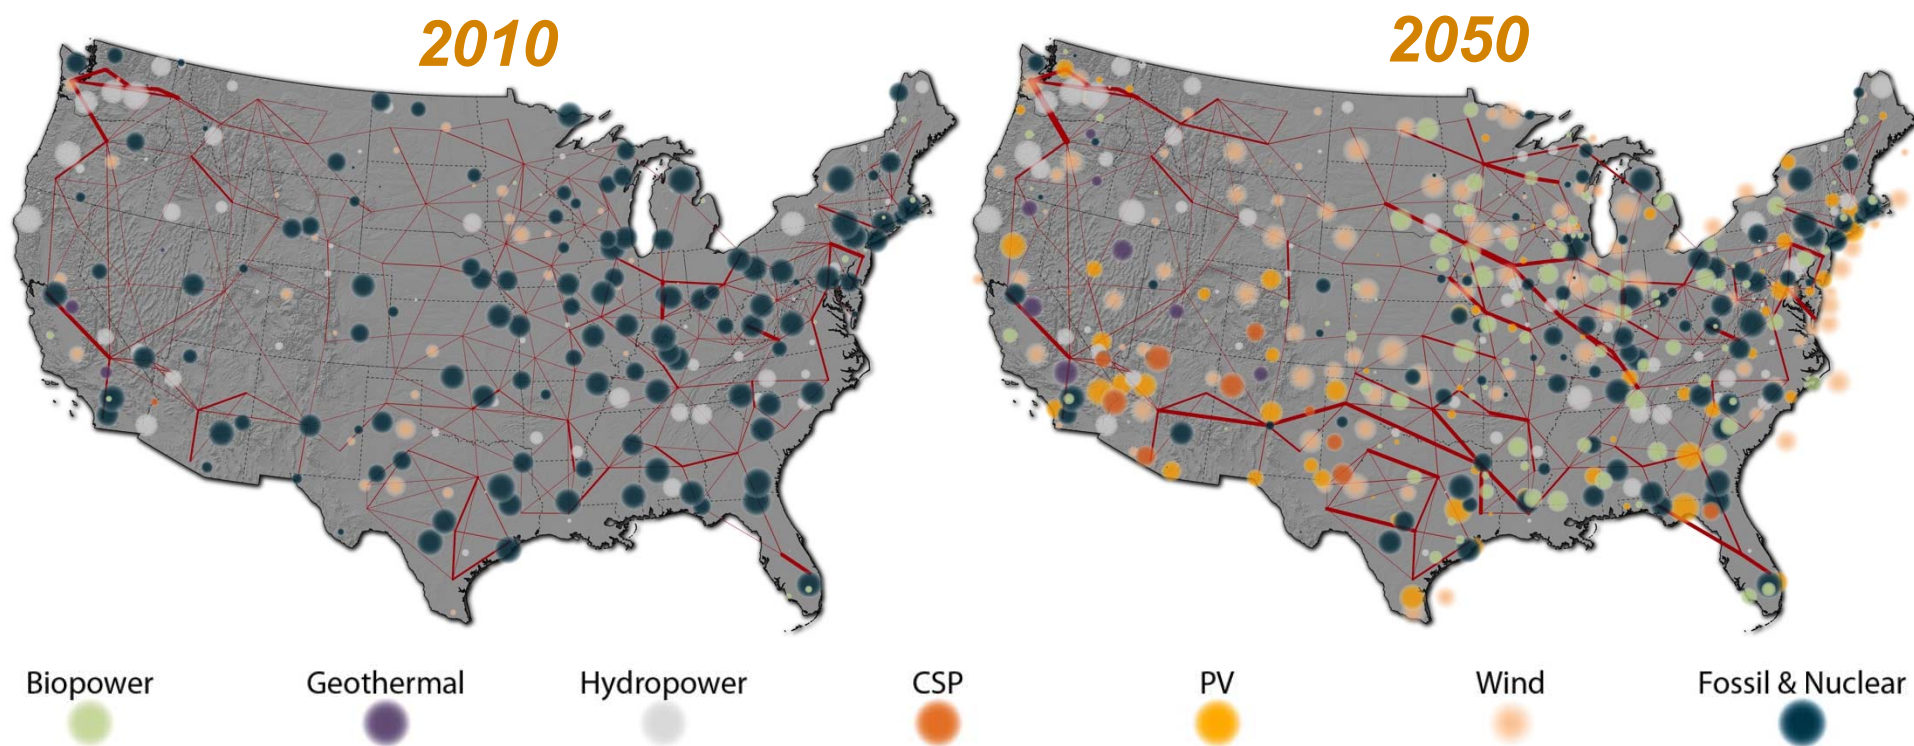 2010
2050
Biopower
Geothermal
Hydropower
CSP
PV
Wind
Fossil & Nuclear